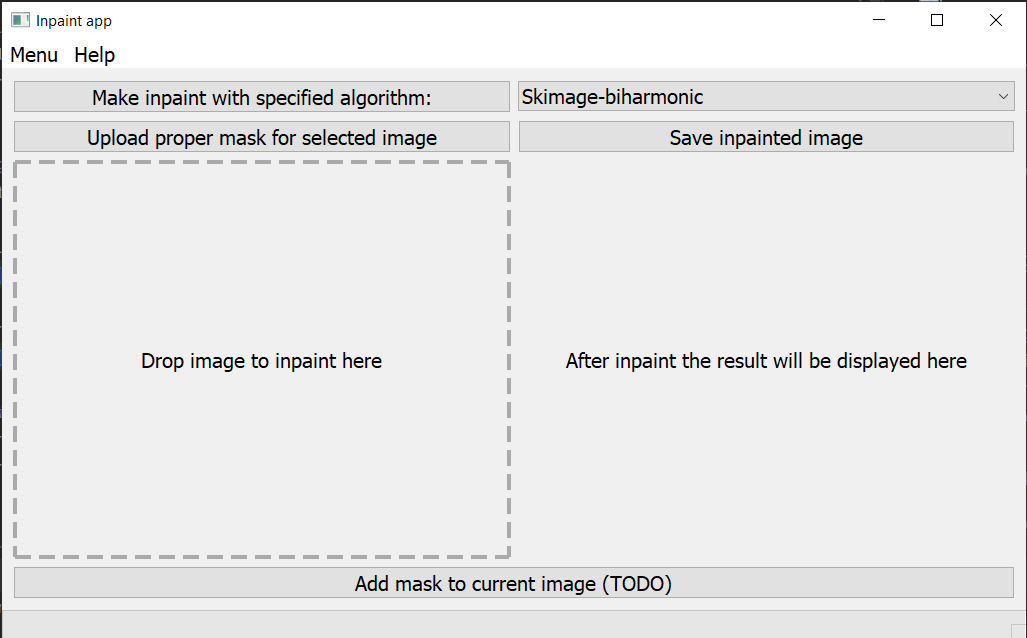 Inpaint app
Menu Help
Make inpaint with specified algorithm: Skimage-biharmonic
Upload proper mask for selected image Save inpainted image
Drop image to inpaint here After inpaint the result will be displayed here
Add mask to current image (TODO)